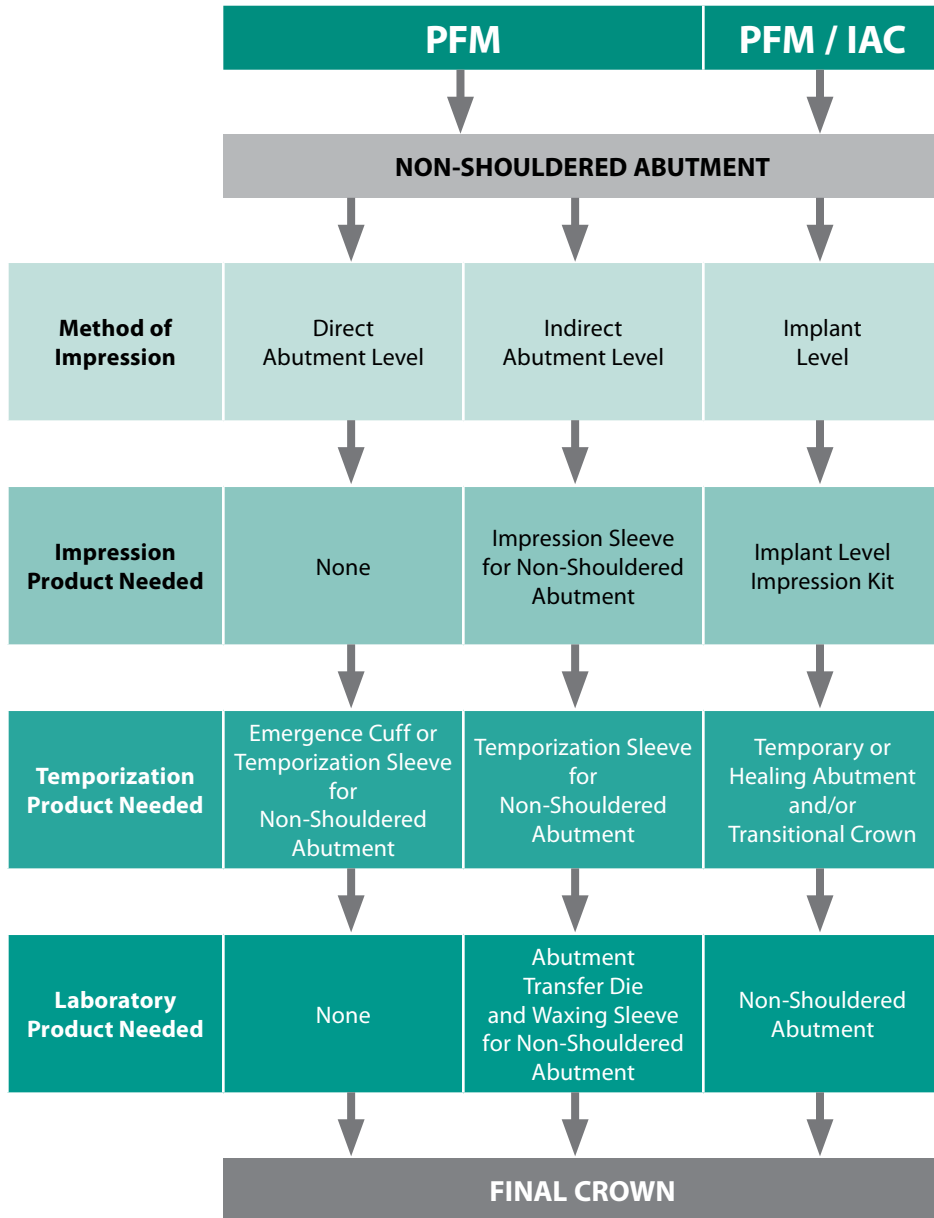 PFM
PFM / IAC
NON-SHOULDERED ABUTMENT
Method of
Impression
Direct
Abutment Level
Indirect
Abutment Level
Implant
Level
Impression
Product Needed
None
Impression Sleeve
for Non-Shouldered
Abutment
Implant Level
Impression Kit
Temporization
Product Needed
Emergence Cuff or
Temporization Sleeve
for
Non-Shouldered
Abutment
Temporization Sleeve
for
Non-Shouldered
Abutment
Temporary or
Healing Abutment
and/or
Transitional Crown
Laboratory
Product Needed
None
Abutment
Transfer Die
and Waxing Sleeve
for Non-Shouldered
Abutment
Non-Shouldered
Abutment
FINAL CROWN